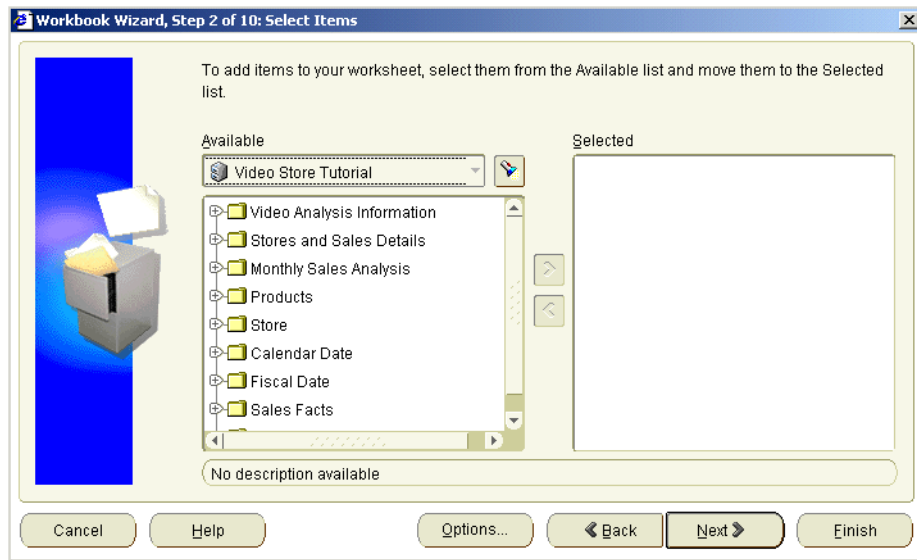 Workbook Wizard, Step 2 of 10: Select Items
To add items to your worksheet, select them from the Available list and move them to the Selected
list.
Available
Selected
Video Store Tutorial
Video Analysis Information
Stores and Sales Details
Monthly Sales Analysis
Products
Store
Calendar Date
Fiscal Date
Sales Facts
No description available
Cancel
Help
Options...
Back
Next
Finish